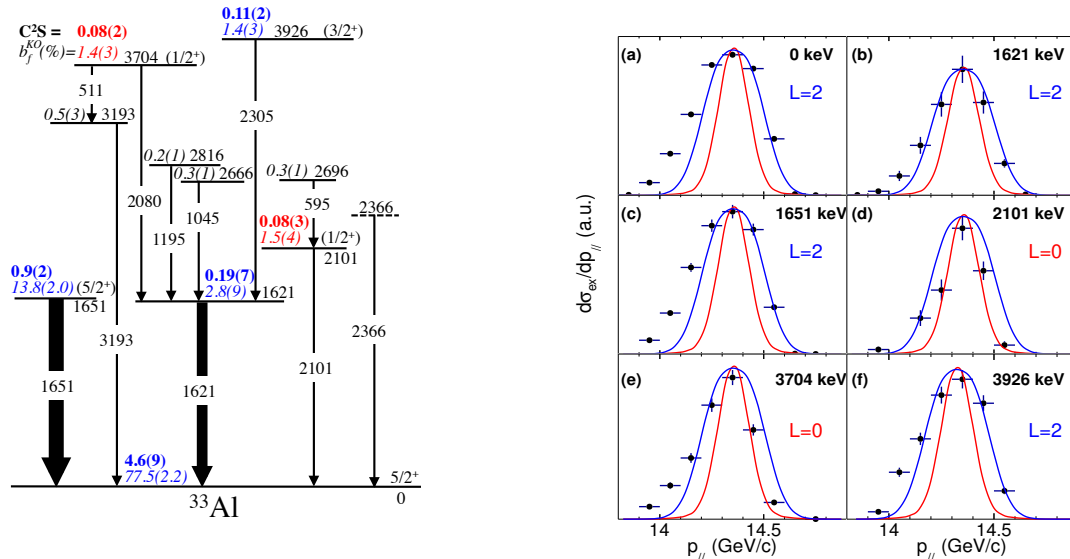 C²S = 0.08(2)
b_f^KO(%)= 1.4(3) 3704 (1/2⁺)
0.11(2)
1.4(3) 3926 (3/2⁺)
511
0.5(3) 3193
2305
0.2(1) 2816
0.3(1) 2666
0.3(1) 2696
2080
1045
595
2366
1195
0.08(3)
1.5(4) (1/2⁺)
2101
0.9(2)
13.8(2.0) (5/2⁺)
1651
0.19(7)
2.8(9) 1621
3193
2366
2101
1651
1621
4.6(9)
77.5(2.2)
5/2⁺
0
³³Al
dσ_ex/dp_// (a.u.)
(a) 0 keV
L=2
(b) 1621 keV
L=2
(c) 1651 keV
L=2
(d) 2101 keV
L=0
(e) 3704 keV
L=0
(f) 3926 keV
L=2
14 14.5
14 14.5
p_// (GeV/c)
p_// (GeV/c)